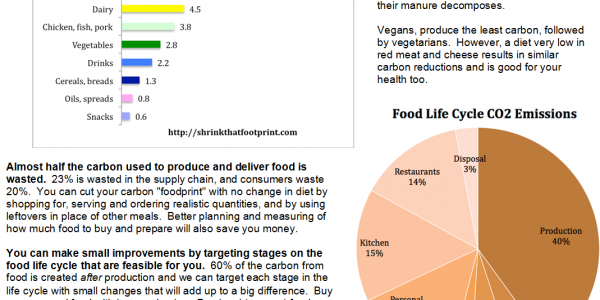 Dairy 4.5
Chicken, fish, pork 3.8
Vegetables 2.8
Drinks 2.2
Cereals, breads 1.3
Oils, spreads 0.8
Snacks 0.6
http://shrinkthatfootprint.com
Almost half the carbon used to produce and deliver food is
wasted.  23% is wasted in the supply chain, and consumers waste
20%.  You can cut your carbon "foodprint" with no change in diet by
shopping for, serving and ordering realistic quantities, and by using
leftovers in place of other meals.  Better planning and measuring of
how much food to buy and prepare will also save you money.
You can make small improvements by targeting stages on the
food life cycle that are feasible for you.  60% of the carbon from
food is created after production and we can target each stage in the
life cycle with small changes that will add up to a big difference.  Buy
their manure decomposes.
Vegans, produce the least carbon, followed
by vegetarians.  However, a diet very low in
red meat and cheese results in similar
carbon reductions and is good for your
health too.
Food Life Cycle CO2 Emissions
Disposal
3%
Restaurants
14%
Production
40%
Kitchen
15%
Personal